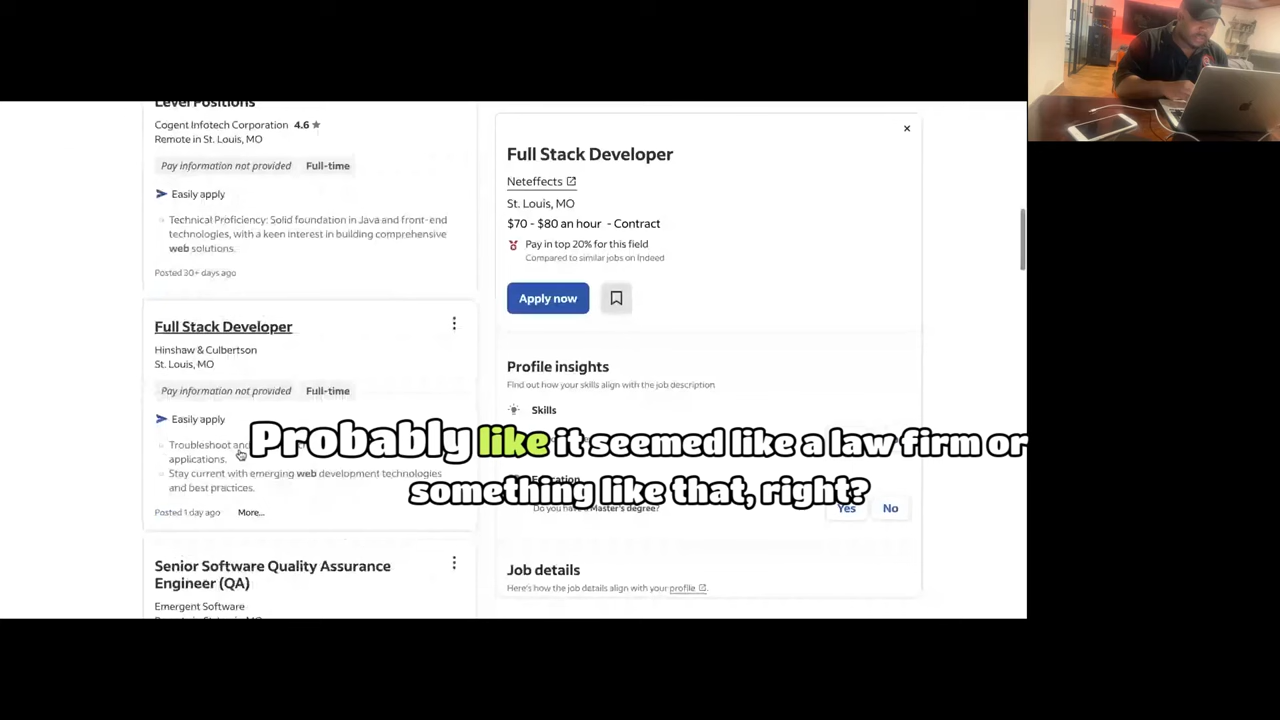 Level Positions
Cogent Infotech Corporation 4.6 ★
Remote in St. Louis, MO
Pay information not provided Full-time
Easily apply
Technical Proficiency: Solid foundation in Java and front-end
technologies, with a keen interest in building comprehensive
web solutions.
Posted 30+ days ago
Full Stack Developer
Hinshaw & Culbertson
St. Louis, MO
Pay information not provided Full-time
Easily apply
Troubleshoot and
applications.
Stay current with emerging web development technologies
and best practices.
Posted 1 day ago More...
Senior Software Quality Assurance
Engineer (QA)
Emergent Software
Full Stack Developer
Neteffects
St. Louis, MO
$70 - $80 an hour - Contract
Pay in top 20% for this field
Compared to similar jobs on Indeed
Apply now
Profile insights
Find out how your skills align with the job description
Skills
Do you have a Master's degree?
Yes No
Job details
Here's how the job details align with your profile
Probably like it seemed like a law firm or
something like that, right?